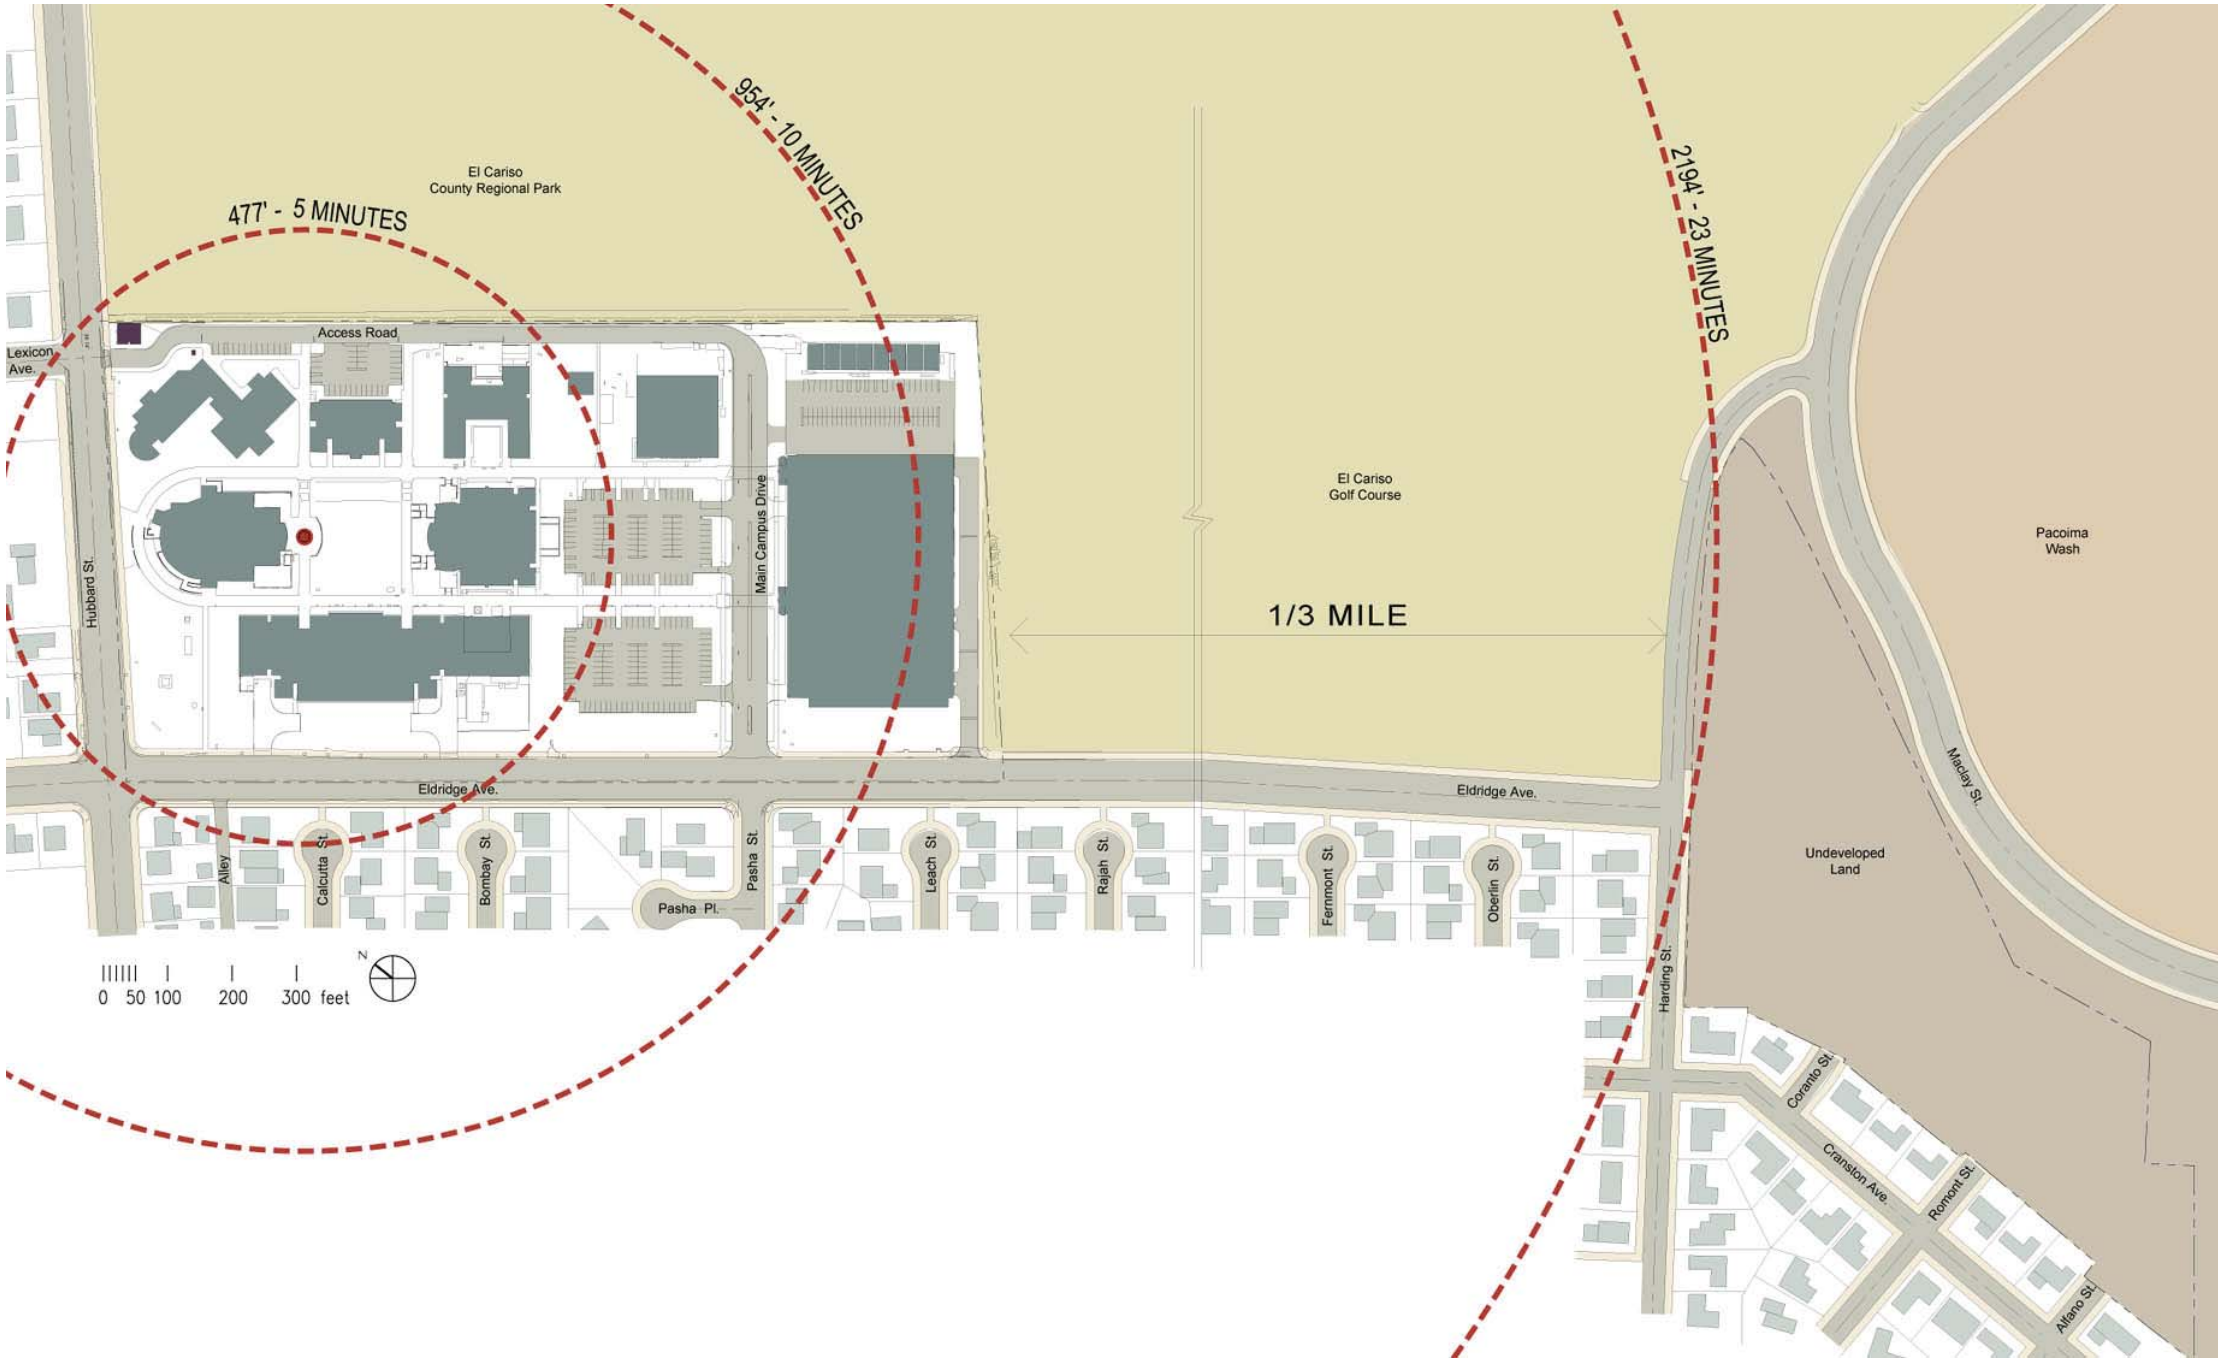 954' - 10 MINUTES
2194' - 23 MINUTES
El Cariso
County Regional Park
477' - 5 MINUTES
Access Road
Lexicon
Ave.
Main Campus Drive
El Cariso
Golf Course
Pacoima
Wash
Hubbard St.
1/3 MILE
Maclay St.
Eldridge Ave.
Eldridge Ave.
Undeveloped
Land
Alley
Calcutta St.
Bombay St.
Pasha St.
Pasha Pl.
Leach St.
Rajah St.
Fernmont St.
Oberlin St.
Harding St.
N
0 50 100 200 300 feet
Coranto St.
Cranston Ave.
Romont St.
Alfano St.